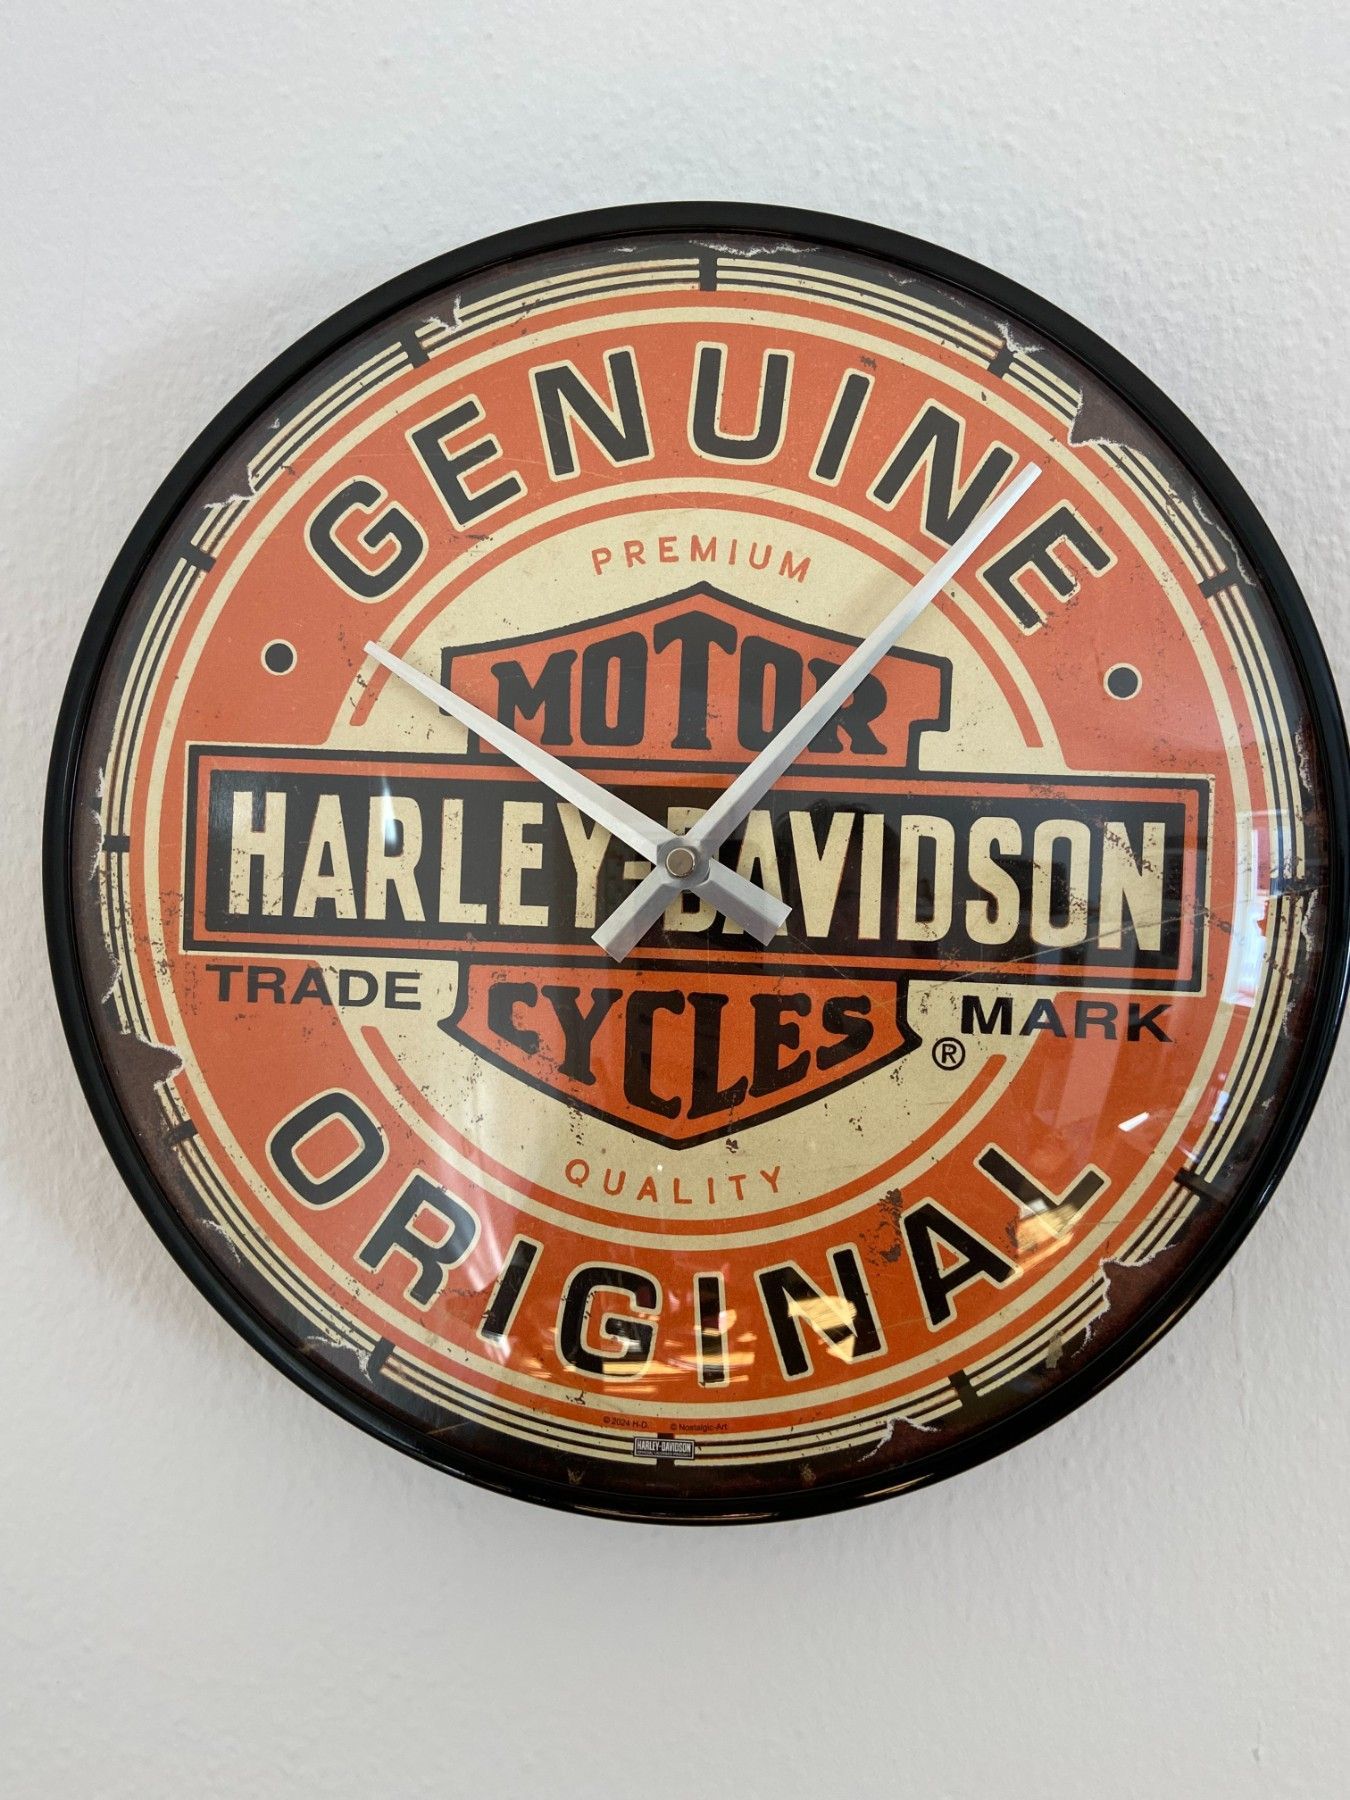 GENUINE
PREMIUM
MOTOR
HARLEY-DAVIDSON
TRADE MARK
CYCLES
®
QUALITY
ORIGINAL
© 2024 H-D. © Nostalgic-Art
HARLEY-DAVIDSON